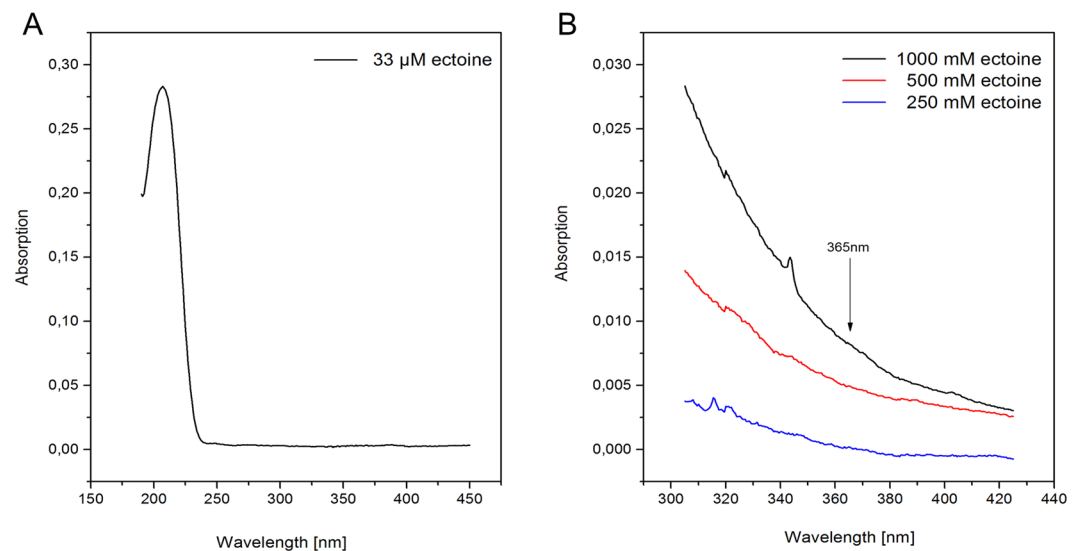 A
33 µM ectoine
0,30
0,25
0,20
0,15
0,10
0,05
0,00
Absorption
150 200 250 300 350 400 450
Wavelength [nm]
B
1000 mM ectoine
500 mM ectoine
250 mM ectoine
365nm
0,030
0,025
0,020
0,015
0,010
0,005
0,000
Absorption
300 320 340 360 380 400 420 440
Wavelength [nm]